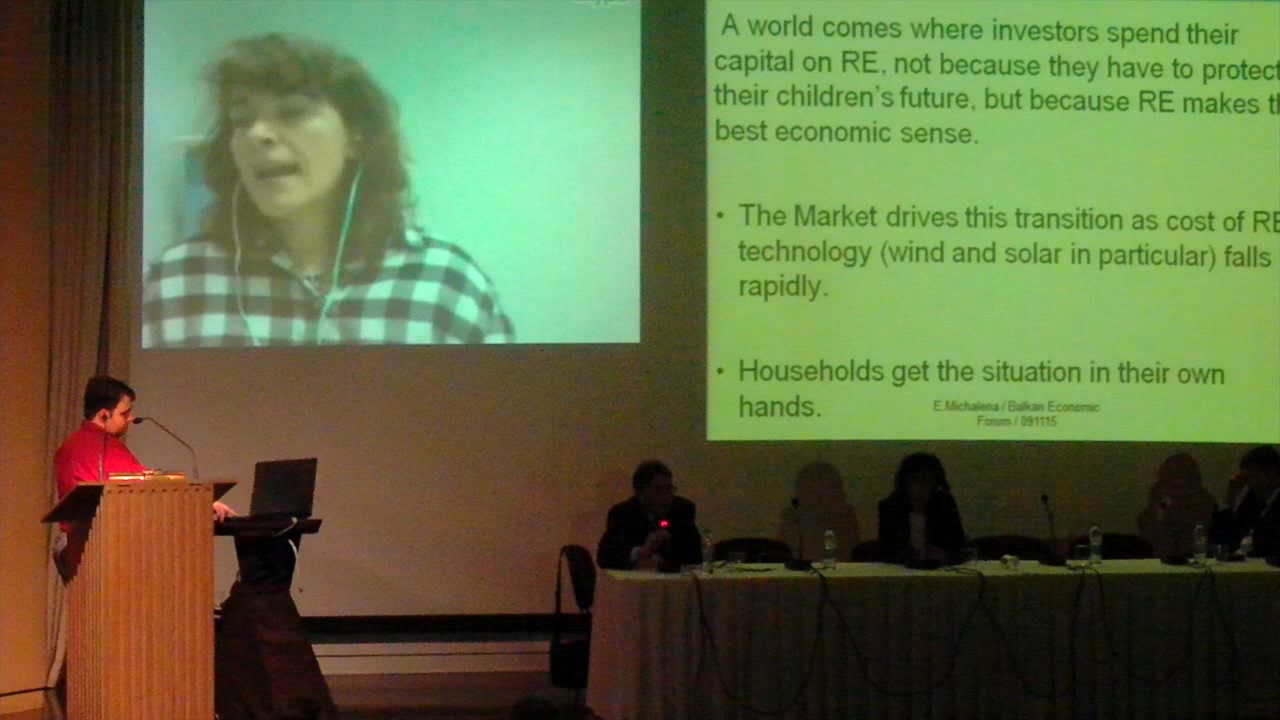 A world comes where investors spend their
capital on RE, not because they have to protect
their children's future, but because RE makes th
best economic sense.
• The Market drives this transition as cost of RE
technology (wind and solar in particular) falls
rapidly.
• Households get the situation in their own
hands.
E.Michalena / Balkan Economic
Forum / 091115